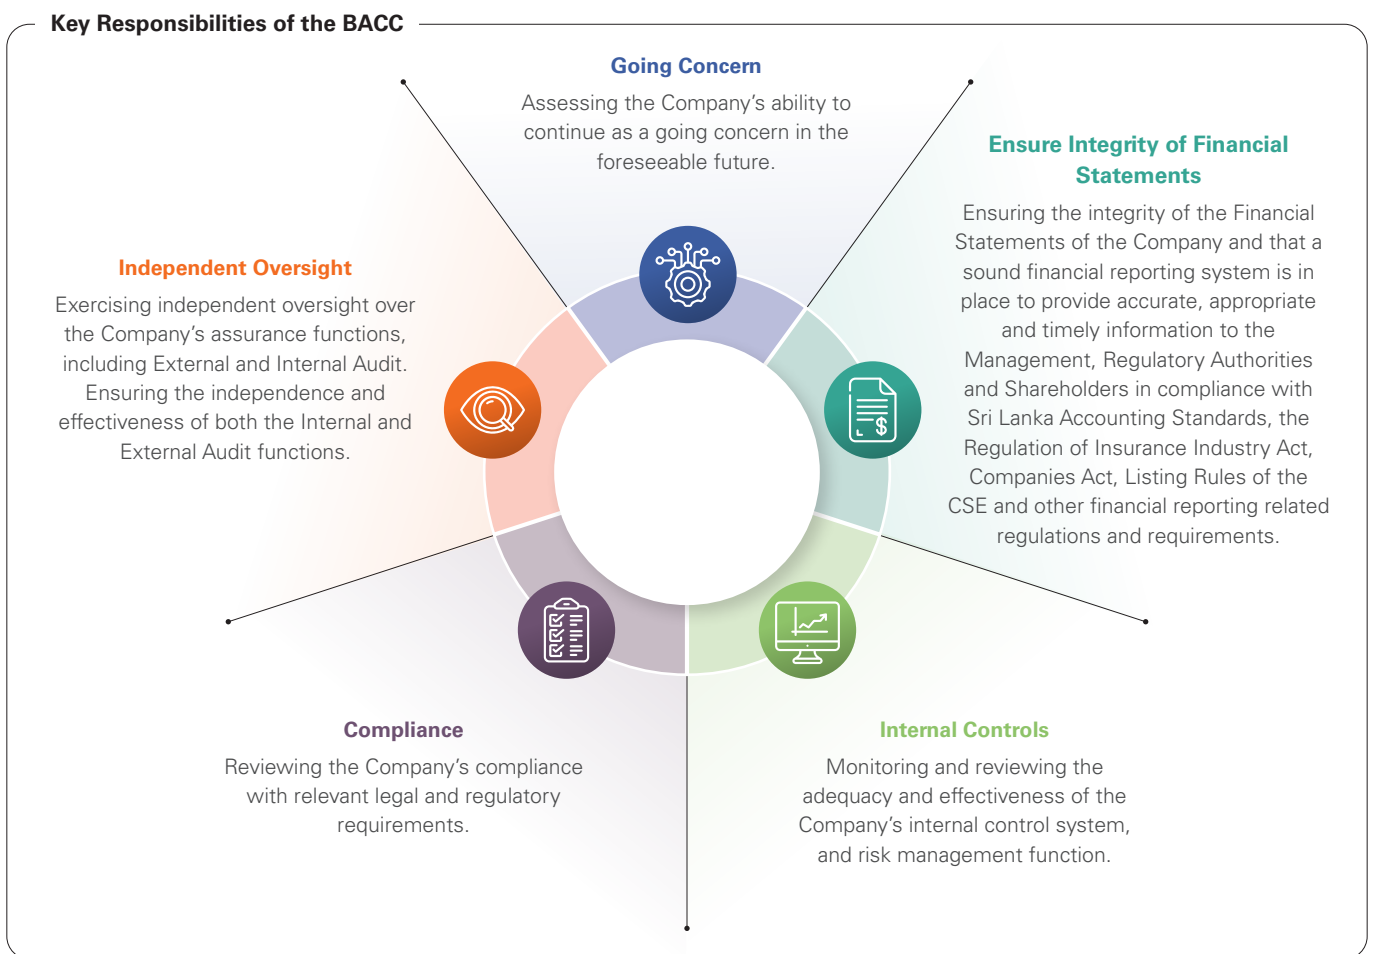 Key Responsibilities of the BACC
Going Concern
Assessing the Company’s ability to
continue as a going concern in the
foreseeable future.
Ensure Integrity of Financial
Statements
Ensuring the integrity of the Financial
Statements of the Company and that a
sound financial reporting system is in
place to provide accurate, appropriate
and timely information to the
Management, Regulatory Authorities
and Shareholders in compliance with
Sri Lanka Accounting Standards, the
Regulation of Insurance Industry Act,
Companies Act, Listing Rules of the
CSE and other financial reporting related
regulations and requirements.
Independent Oversight
Exercising independent oversight over
the Company’s assurance functions,
including External and Internal Audit.
Ensuring the independence and
effectiveness of both the Internal and
External Audit functions.
$
Compliance
Reviewing the Company’s compliance
with relevant legal and regulatory
requirements.
Internal Controls
Monitoring and reviewing the
adequacy and effectiveness of the
Company’s internal control system,
and risk management function.